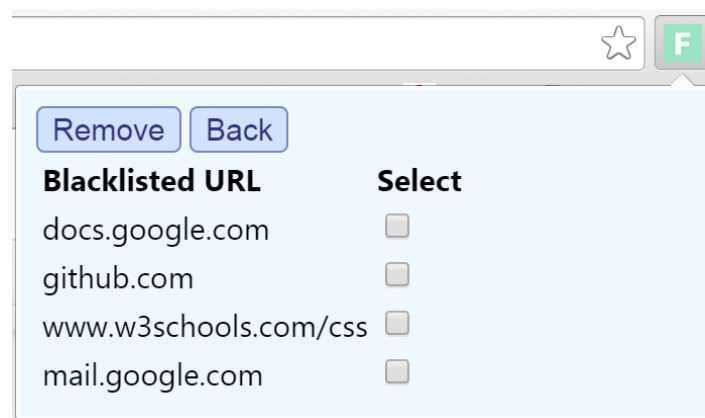 F
Remove Back
Blacklisted URL Select
docs.google.com
github.com
www.w3schools.com/css
mail.google.com